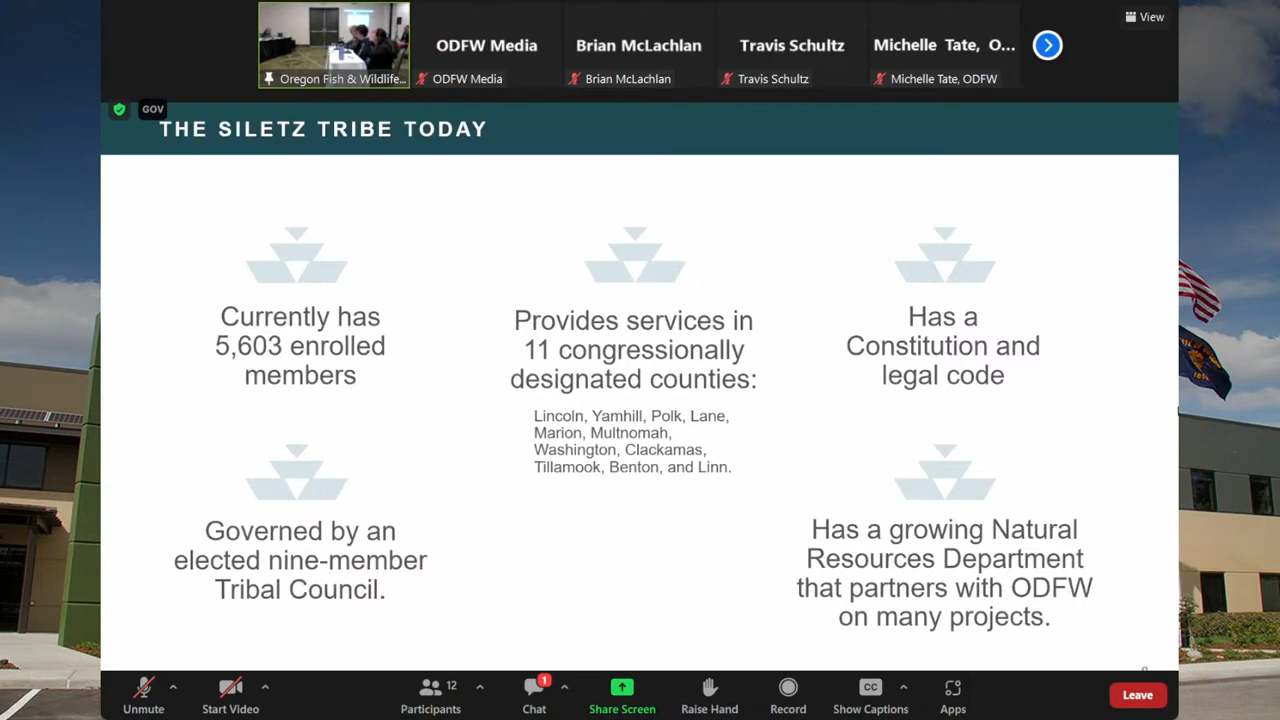 View
ODFW Media
Brian McLachlan
Travis Schultz
Michelle Tate, O...
Oregon Fish & Wildlife...
ODFW Media
Brian McLachlan
Travis Schultz
Michelle Tate, ODFW
GOV
THE SILETZ TRIBE TODAY
Currently has
5,603 enrolled
members
Provides services in
11 congressionally
designated counties:
Lincoln, Yamhill, Polk, Lane,
Marion, Multnomah,
Washington, Clackamas,
Tillamook, Benton, and Linn.
Has a
Constitution and
legal code
Governed by an
elected nine-member
Tribal Council.
Has a growing Natural
Resources Department
that partners with ODFW
on many projects.
12
1
CC
Unmute
Start Video
Participants
Chat
Share Screen
Raise Hand
Record
Show Captions
Apps
Leave